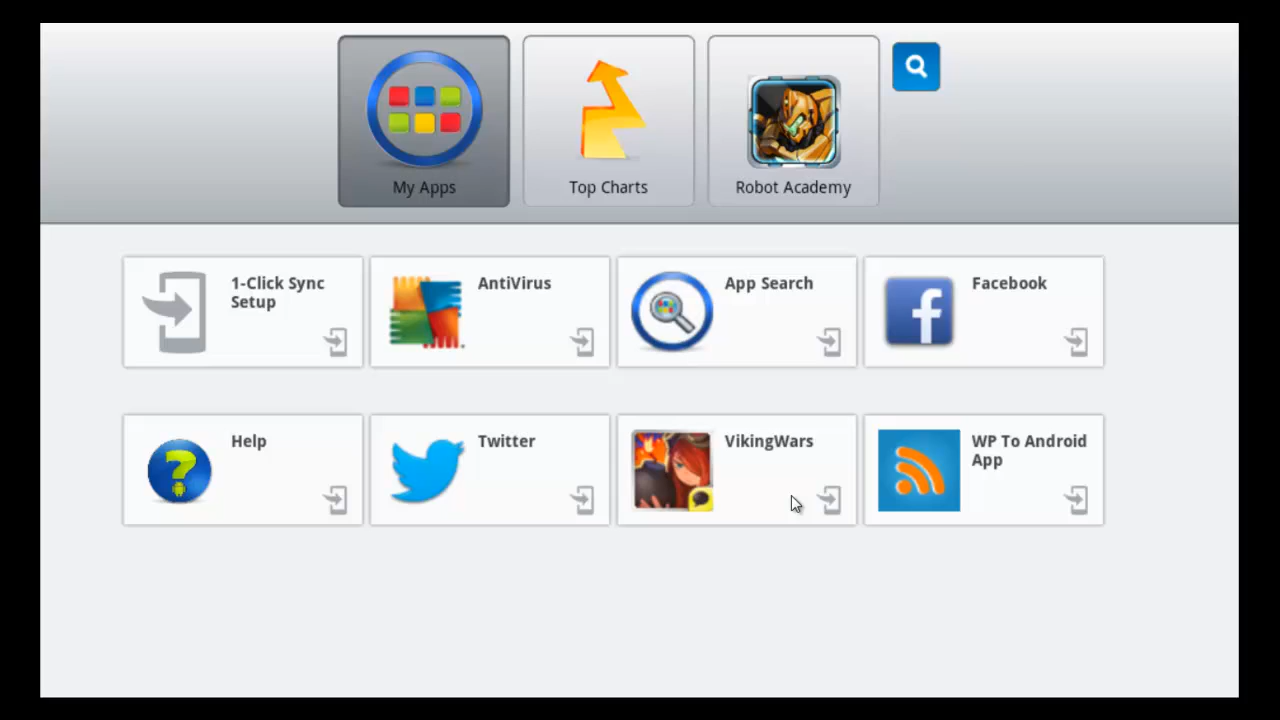 My Apps
Top Charts
Robot Academy
1-Click Sync
Setup
AntiVirus
App Search
Facebook
Help
Twitter
VikingWars
WP To Android
App